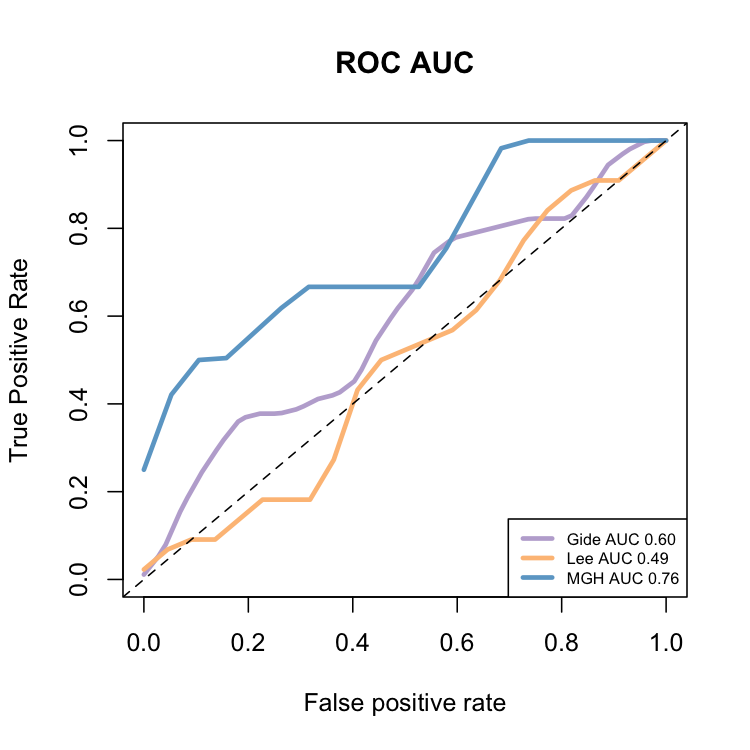 ROC AUC
True Positive Rate
1.0
0.8
0.6
0.4
0.2
0.0
Gide AUC 0.60
Lee AUC 0.49
MGH AUC 0.76
0.0 0.2 0.4 0.6 0.8 1.0
False positive rate